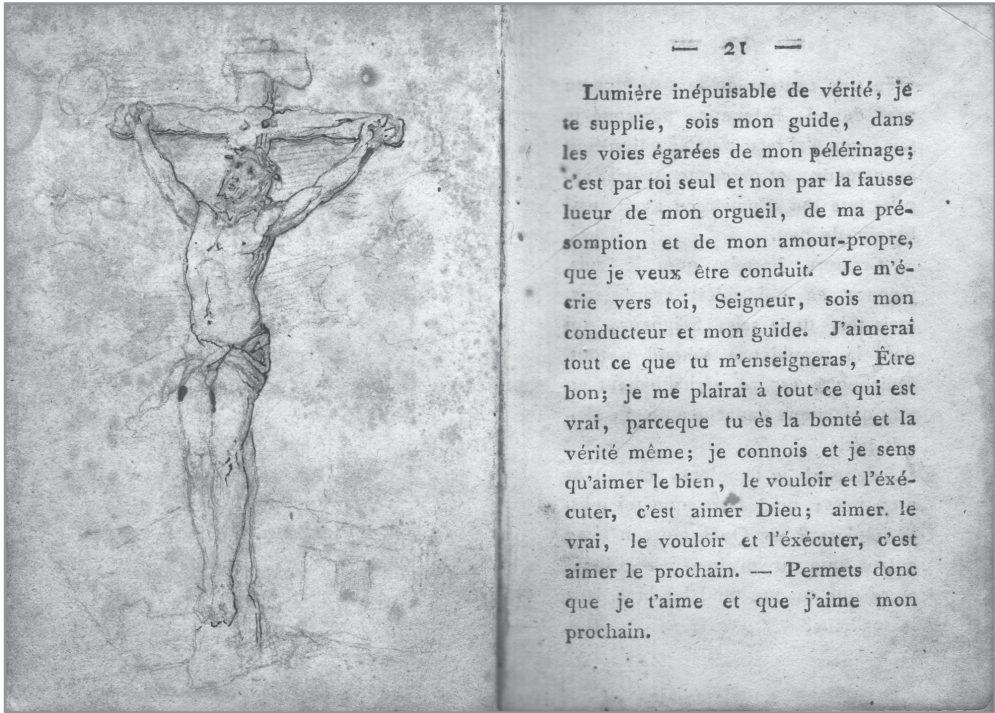 — 21 —
Lumière inépuisable de vérité, je
te supplie, sois mon guide, dans
les voies égarées de mon pélérinage;
c'est par toi seul et non par la fausse
lueur de mon orgueil, de ma pré-
somption et de mon amour-propre,
que je veux être conduit. Je m'é-
crie vers toi, Seigneur, sois mon
conducteur et mon guide. J'aimerai
tout ce que tu m'enseigneras, Être
bon; je me plairai à tout ce qui est
vrai, parceque tu ès la bonté et la
vérité même; je connois et je sens
qu'aimer le bien, le vouloir et l'éxé-
cuter, c'est aimer Dieu; aimer le
vrai, le vouloir et l'éxécuter, c'est
aimer le prochain. — Permets donc
que je t'aime et que j'aime mon
prochain.